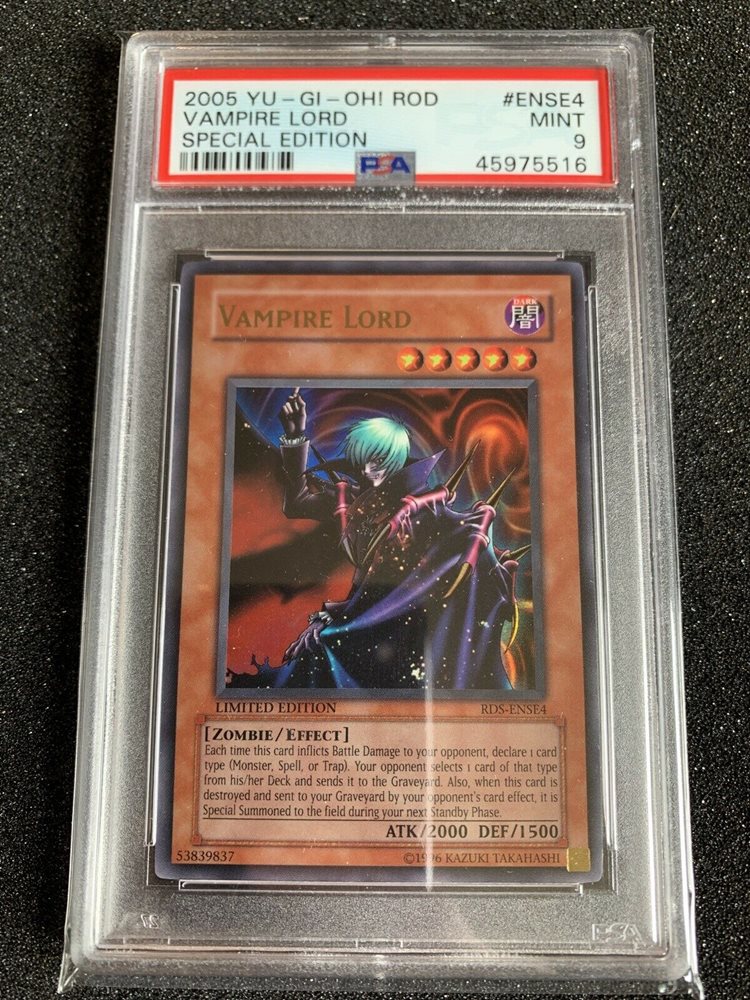 2005 YU-GI-OH! ROD #ENSE4
VAMPIRE LORD MINT
SPECIAL EDITION 9
PSA 45975516
VAMPIRE LORD
DARK
闇
LIMITED EDITION RDS-ENSE4
[ZOMBIE/EFFECT]
Each time this card inflicts Battle Damage to your opponent, declare 1 card
type (Monster, Spell, or Trap). Your opponent selects 1 card of that type
from his/her Deck and sends it to the Graveyard. Also, when this card is
destroyed and sent to your Graveyard by your opponent's card effect, it is
Special Summoned to the field during your next Standby Phase.
ATK/2000 DEF/1500
53839837 ©1996 KAZUKI TAKAHASHI
PSA